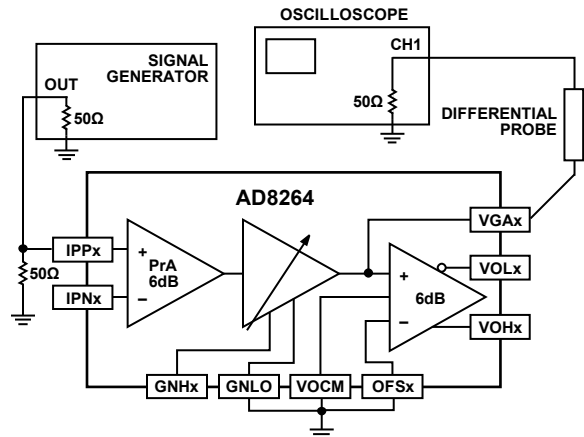 OSCILLOSCOPE
SIGNAL
GENERATOR
OUT
50Ω
CH1
50Ω
DIFFERENTIAL
PROBE
AD8264
IPPx
IPNx
50Ω
+
PrA
6dB
–
+
6dB
–
VGAx
VOLx
VOHx
GNHx
GNLO
VOCM
OFSx